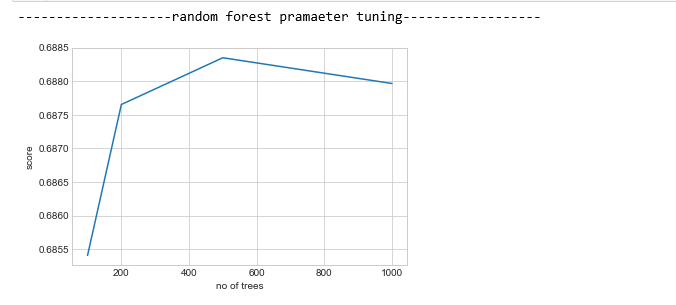 --------------------random forest pramaeter tuning------------------
0.6885
0.6880
0.6875
0.6870
0.6865
0.6860
0.6855
score
200 400 600 800 1000
no of trees